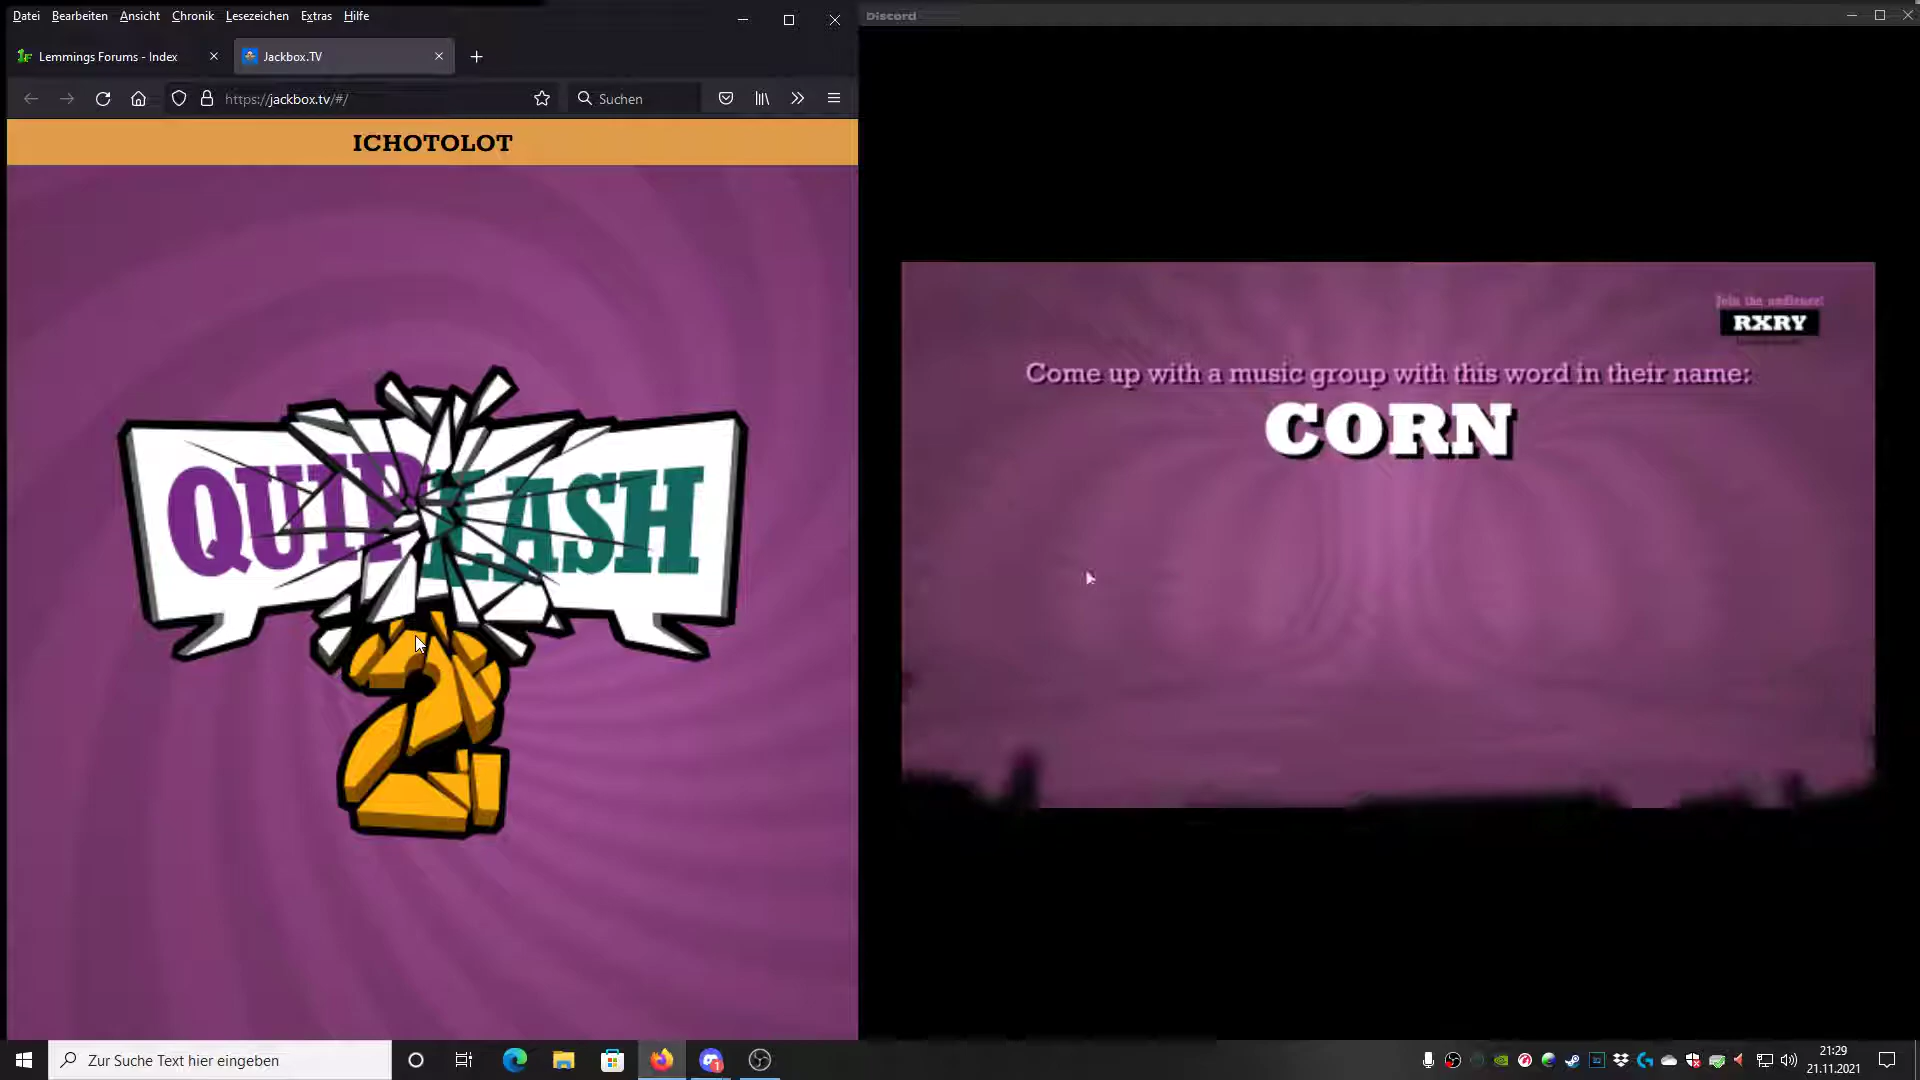 Datei Bearbeiten Ansicht Chronik Lesezeichen Extras Hilfe
Lemmings Forums - Index
Jackbox.TV
https://jackbox.tv/#/
Suchen
ICHOTOLOT
QUIPLASH
2
Discord
Join the audience!
RXRY
Come up with a music group with this word in their name:
CORN
Zur Suche Text hier eingeben
1
21:29
21.11.2021